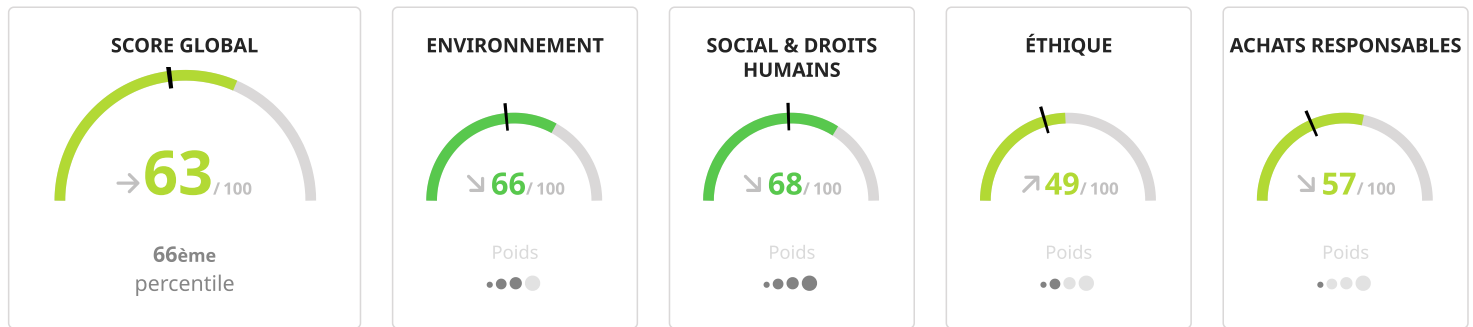 SCORE GLOBAL
63 / 100
66ème
percentile
ENVIRONNEMENT
66 / 100
Poids
SOCIAL & DROITS
HUMAINS
68 / 100
Poids
ÉTHIQUE
49 / 100
Poids
ACHATS RESPONSABLES
57 / 100
Poids